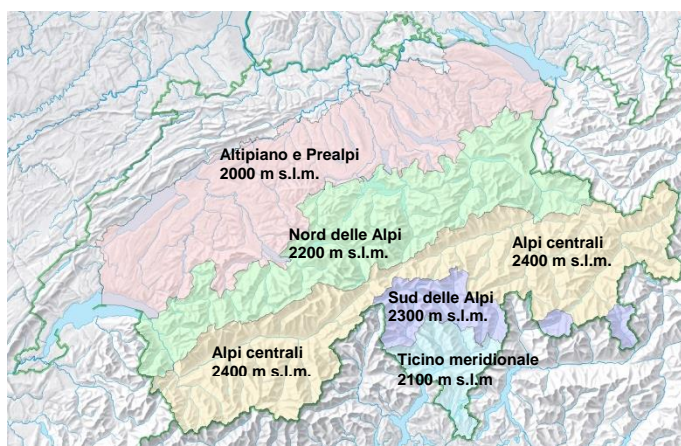 Altipiano e Prealpi
2000 m s.l.m.
Nord delle Alpi
2200 m s.l.m.
Alpi centrali
2400 m s.l.m.
Sud delle Alpi
2300 m s.l.m.
Alpi centrali
2400 m s.l.m.
Ticino meridionale
2100 m s.l.m